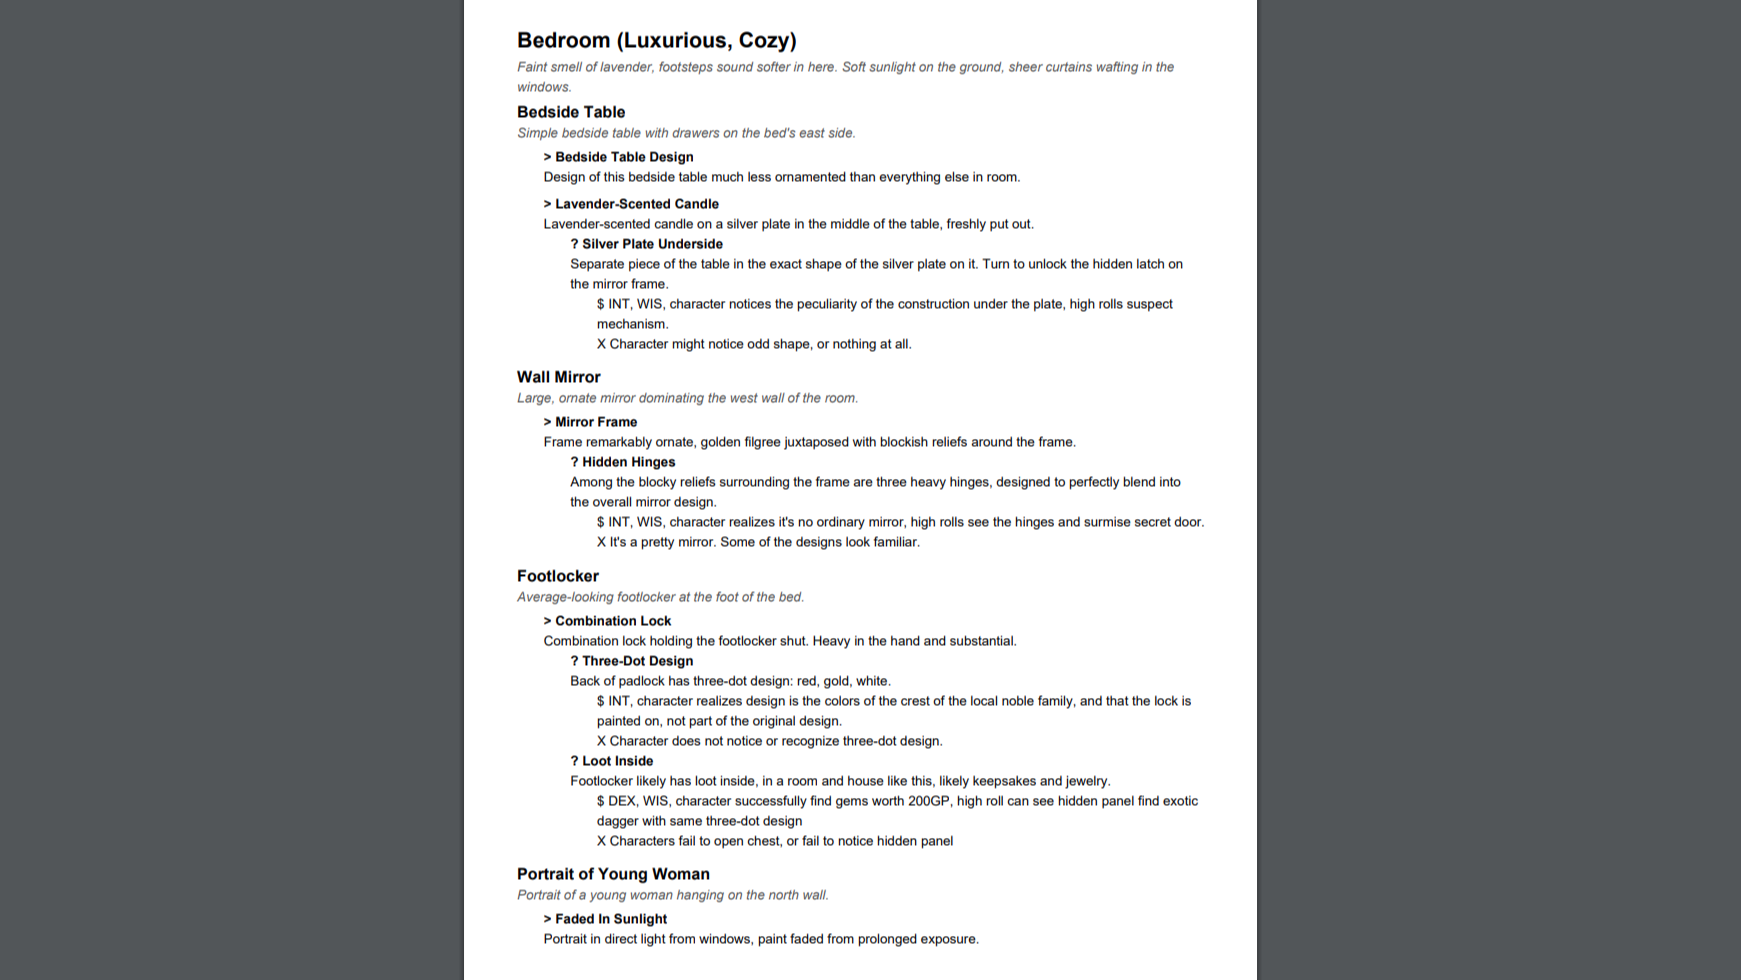 Bedroom (Luxurious, Cozy)
Faint smell of lavender, footsteps sound softer in here. Soft sunlight on the ground, sheer curtains wafting in the
windows.
Bedside Table
Simple bedside table with drawers on the bed's east side.
> Bedside Table Design
Design of this bedside table much less ornamented than everything else in room.
> Lavender-Scented Candle
Lavender-scented candle on a silver plate in the middle of the table, freshly put out.
? Silver Plate Underside
Separate piece of the table in the exact shape of the silver plate on it. Turn to unlock the hidden latch on
the mirror frame.
$ INT, WIS, character notices the peculiarity of the construction under the plate, high rolls suspect
mechanism.
X Character might notice odd shape, or nothing at all.
Wall Mirror
Large, ornate mirror dominating the west wall of the room.
> Mirror Frame
Frame remarkably ornate, golden filgree juxtaposed with blockish reliefs around the frame.
? Hidden Hinges
Among the blocky reliefs surrounding the frame are three heavy hinges, designed to perfectly blend into
the overall mirror design.
$ INT, WIS, character realizes it's no ordinary mirror, high rolls see the hinges and surmise secret door.
X It's a pretty mirror. Some of the designs look familiar.
Footlocker
Average-looking footlocker at the foot of the bed.
> Combination Lock
Combination lock holding the footlocker shut. Heavy in the hand and substantial.
? Three-Dot Design
Back of padlock has three-dot design: red, gold, white.
$ INT, character realizes design is the colors of the crest of the local noble family, and that the lock is
painted on, not part of the original design.
X Character does not notice or recognize three-dot design.
? Loot Inside
Footlocker likely has loot inside, in a room and house like this, likely keepsakes and jewelry.
$ DEX, WIS, character successfully find gems worth 200GP, high roll can see hidden panel find exotic
dagger with same three-dot design
X Characters fail to open chest, or fail to notice hidden panel
Portrait of Young Woman
Portrait of a young woman hanging on the north wall.
> Faded In Sunlight
Portrait in direct light from windows, paint faded from prolonged exposure.